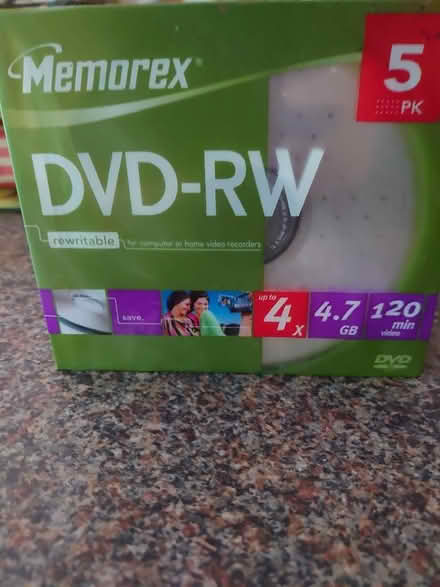 Memorex
5
PK
DVD-RW
rewritable for computer or home video recorders
save.
up to
4x
4.7
GB
120
min
video
DVD